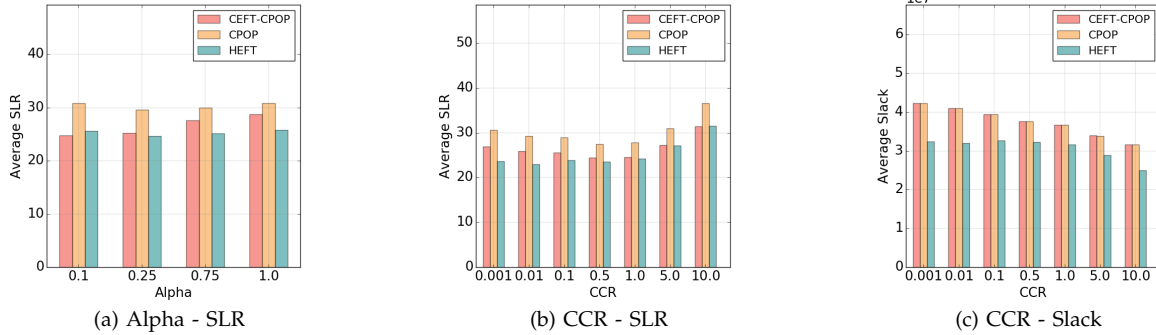 CEFT-CPOP
CPOP
HEFT
40
30
20
10
0
Average SLR
0.1 0.25 0.75 1.0
Alpha
(a) Alpha - SLR
CEFT-CPOP
CPOP
HEFT
50
40
30
20
10
0
Average SLR
0.001 0.01 0.1 0.5 1.0 5.0 10.0
CCR
(b) CCR - SLR
CEFT-CPOP
CPOP
HEFT
6
5
4
3
2
1
0
Average Slack
0.001 0.01 0.1 0.5 1.0 5.0 10.0
CCR
(c) CCR - Slack